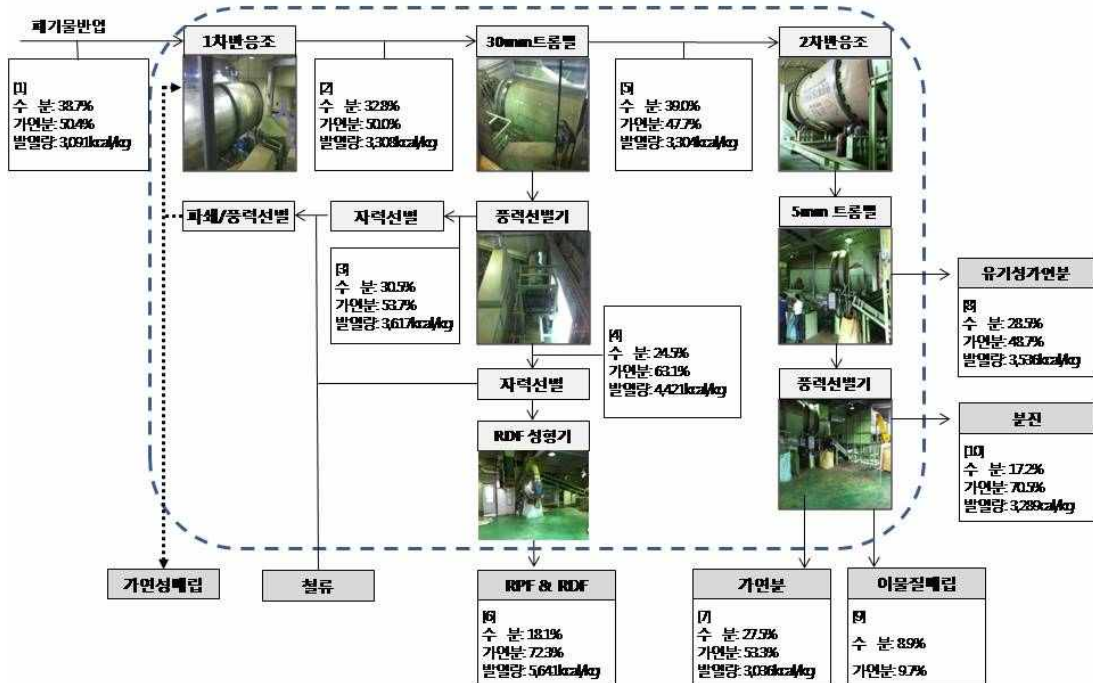 폐기물반업
1차반응조
30mm트롬멜
2차반응조
[1]
수 분: 38.7%
가연분: 50.4%
발열량: 3,091kcal/kg
[2]
수 분: 32.8%
가연분: 50.0%
발열량: 3,308kcal/kg
[5]
수 분: 39.0%
가연분: 47.7%
발열량: 3,304kcal/kg
파쇄/풍력선별
자력선별
풍력선별기
5mm 트롬멜
[3]
수 분: 30.5%
가연분: 53.7%
발열량: 3,617kcal/kg
유기성가연분
[8]
수 분: 28.5%
가연분: 48.7%
발열량: 3,536kcal/kg
[4]
수 분: 24.5%
가연분: 63.1%
발열량: 4,421kcal/kg
자력선별
풍력선별기
RDF 성형기
분진
[10]
수 분: 17.2%
가연분: 70.5%
발열량: 3,289kcal/kg
가연성매립
철류
RPF & RDF
가연분
이물질매립
[6]
수 분: 18.1%
가연분: 72.3%
발열량: 5,641kcal/kg
[7]
수 분: 27.5%
가연분: 53.3%
발열량: 3,036kcal/kg
[9]
수 분: 8.9%
가연분: 9.7%